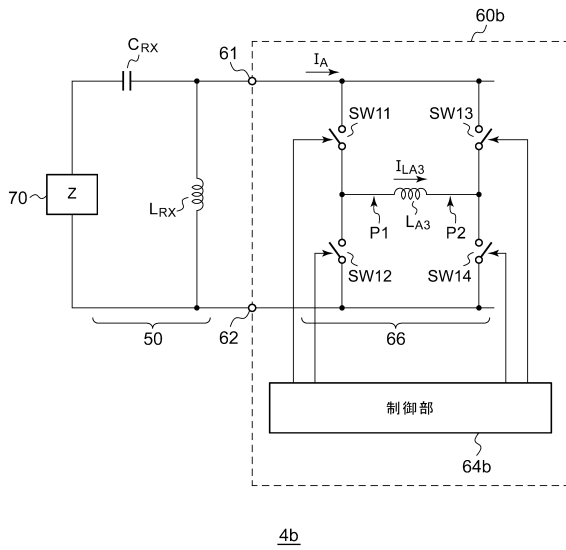 60b
C_RX
61
I_A
SW11
SW13
I_LA3
70
Z
L_RX
L_A3
P1
P2
SW12
SW14
50
62
66
制御部
64b
4b